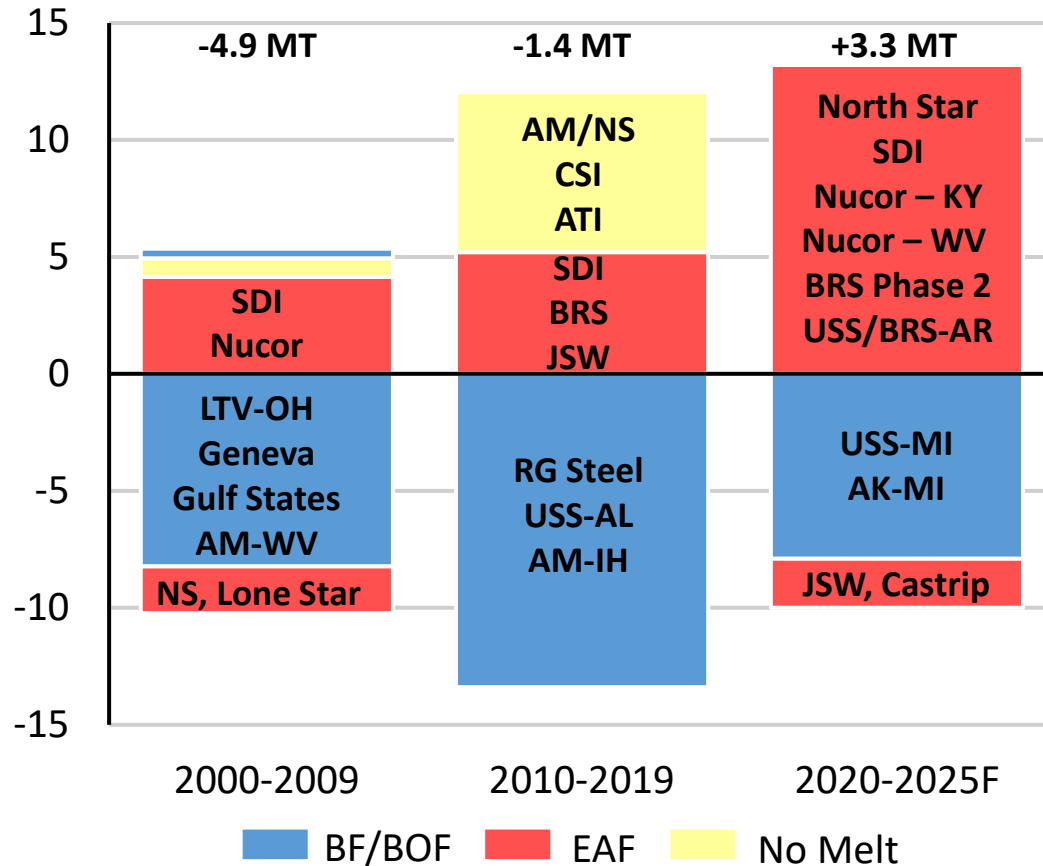 15
10
5
0
-5
-10
-15
-4.9 MT
-1.4 MT
+3.3 MT
SDI
Nucor
LTV-OH
Geneva
Gulf States
AM-WV
NS, Lone Star
AM/NS
CSI
ATI
SDI
BRS
JSW
RG Steel
USS-AL
AM-IH
North Star
SDI
Nucor – KY
Nucor – WV
BRS Phase 2
USS/BRS-AR
USS-MI
AK-MI
JSW, Castrip
2000-2009
2010-2019
2020-2025F
BF/BOF
EAF
No Melt